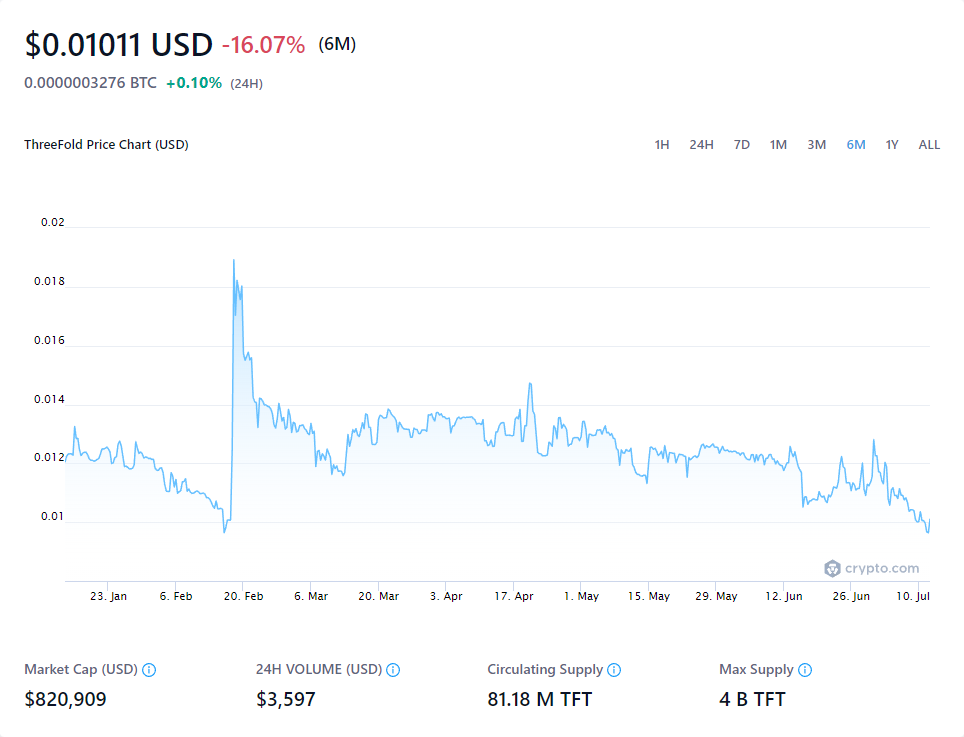 $0.01011 USD -16.07% (6M)
0.0000003276 BTC +0.10% (24H)
ThreeFold Price Chart (USD)
1H 24H 7D 1M 3M 6M 1Y ALL
0.02
0.018
0.016
0.014
0.012
0.01
crypto.com
23. Jan 6. Feb 20. Feb 6. Mar 20. Mar 3. Apr 17. Apr 1. May 15. May 29. May 12. Jun 26. Jun 10. Jul
Market Cap (USD) 24H VOLUME (USD) Circulating Supply Max Supply
$820,909 $3,597 81.18 M TFT 4 B TFT